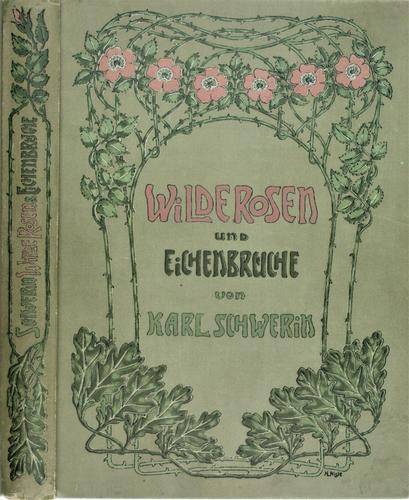 SCHWERIN WILDE ROSEN & EICHENBRÜCHE
WILDE ROSEN
UND
EICHENBRÜCHE
VON
KARL SCHWERIN